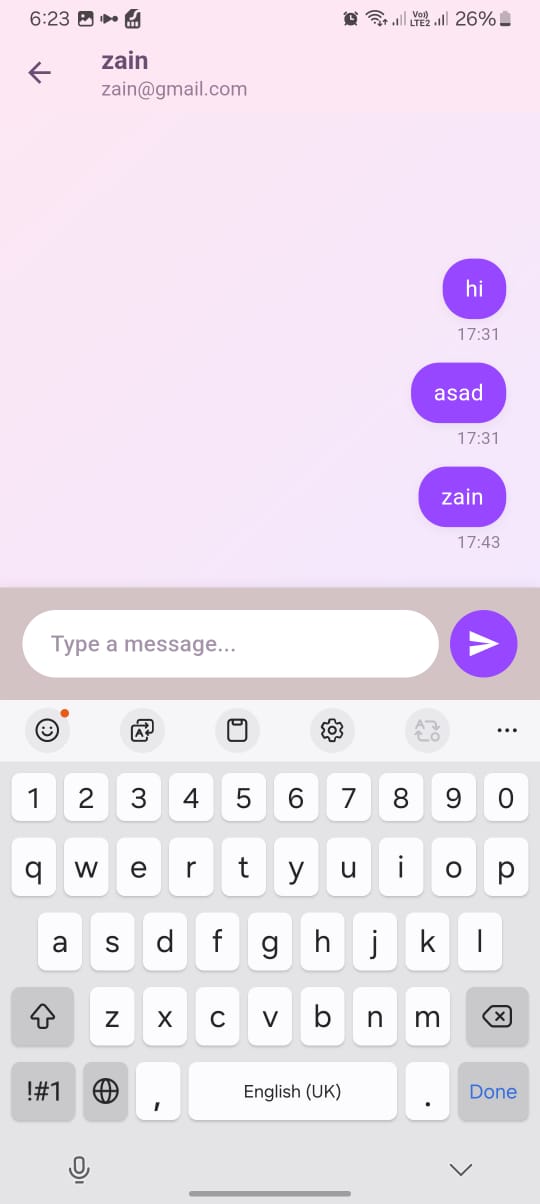 6:23 Vo)) LTE2 26%
zain
zain@gmail.com
hi
17:31
asad
17:31
zain
17:43
Type a message...
1 2 3 4 5 6 7 8 9 0
q w e r t y u i o p
a s d f g h j k l
z x c v b n m
!#1 , English (UK) . Done